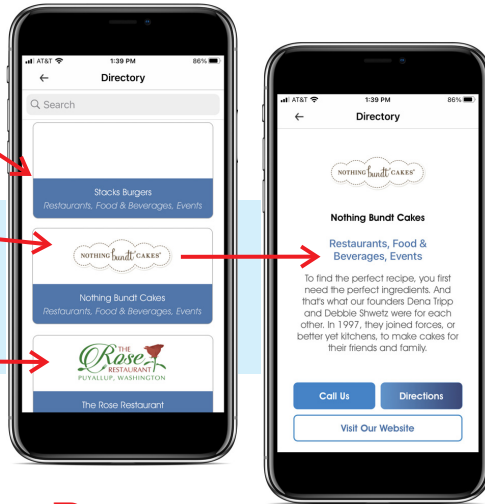 AT&T 1:39 PM 86%
Directory
Search
Stacks Burgers
Restaurants, Food & Beverages, Events
NOTHING bundt CAKES
Nothing Bundt Cakes
Restaurants, Food & Beverages, Events
THE
Rose
RESTAURANT
PUYALLUP, WASHINGTON
The Rose Restaurant
AT&T 1:39 PM 86%
Directory
NOTHING bundt CAKES
Nothing Bundt Cakes
Restaurants, Food &
Beverages, Events
To find the perfect recipe, you first
need the perfect ingredients. And
that's what our founders Dena Tripp
and Debbie Shwetz were for each
other. In 1997, they joined forces, or
better yet kitchens, to make cakes for
their friends and family.
Call Us
Directions
Visit Our Website